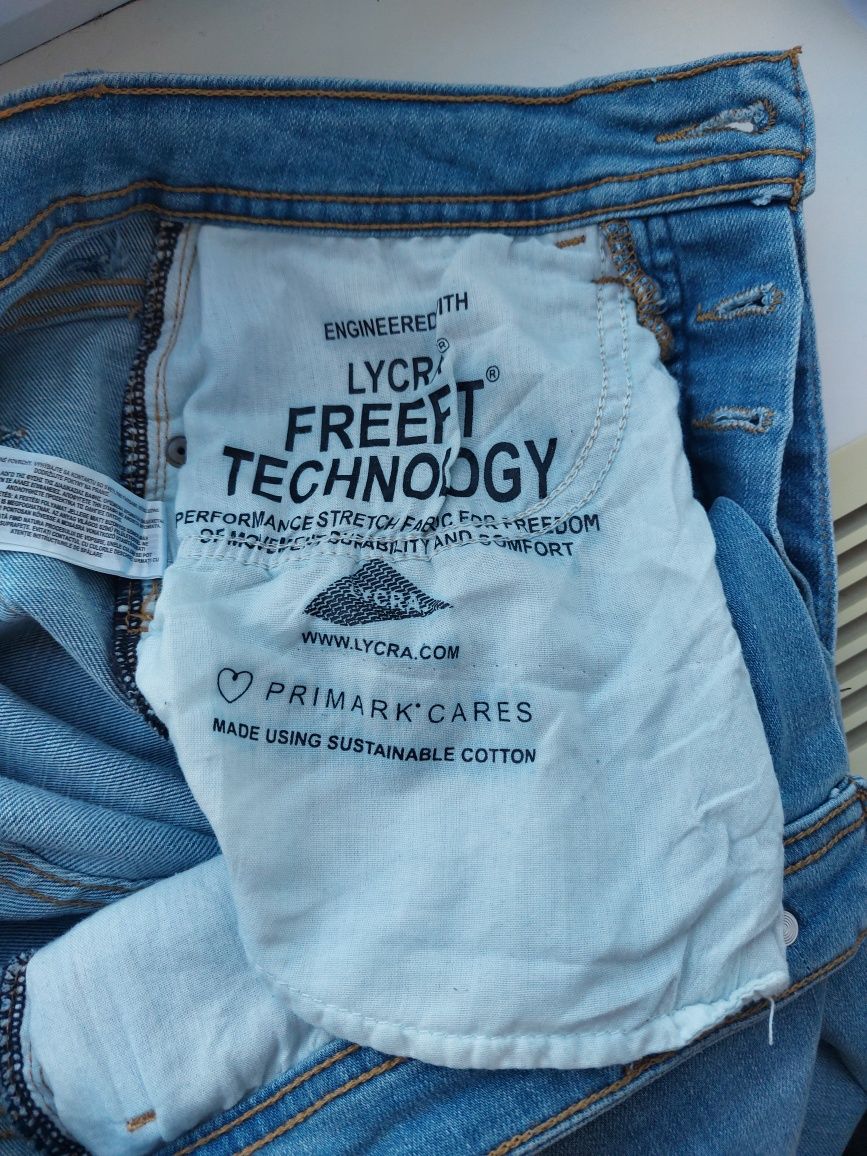 ENGINEERED WITH
LYCRA®
FREEFIT®
TECHNOLOGY
PERFORMANCE STRETCH FABRIC FOR FREEDOM
OF MOVEMENT DURABILITY AND COMFORT
LYCRA
WWW.LYCRA.COM
PRIMARK® CARES
MADE USING SUSTAINABLE COTTON